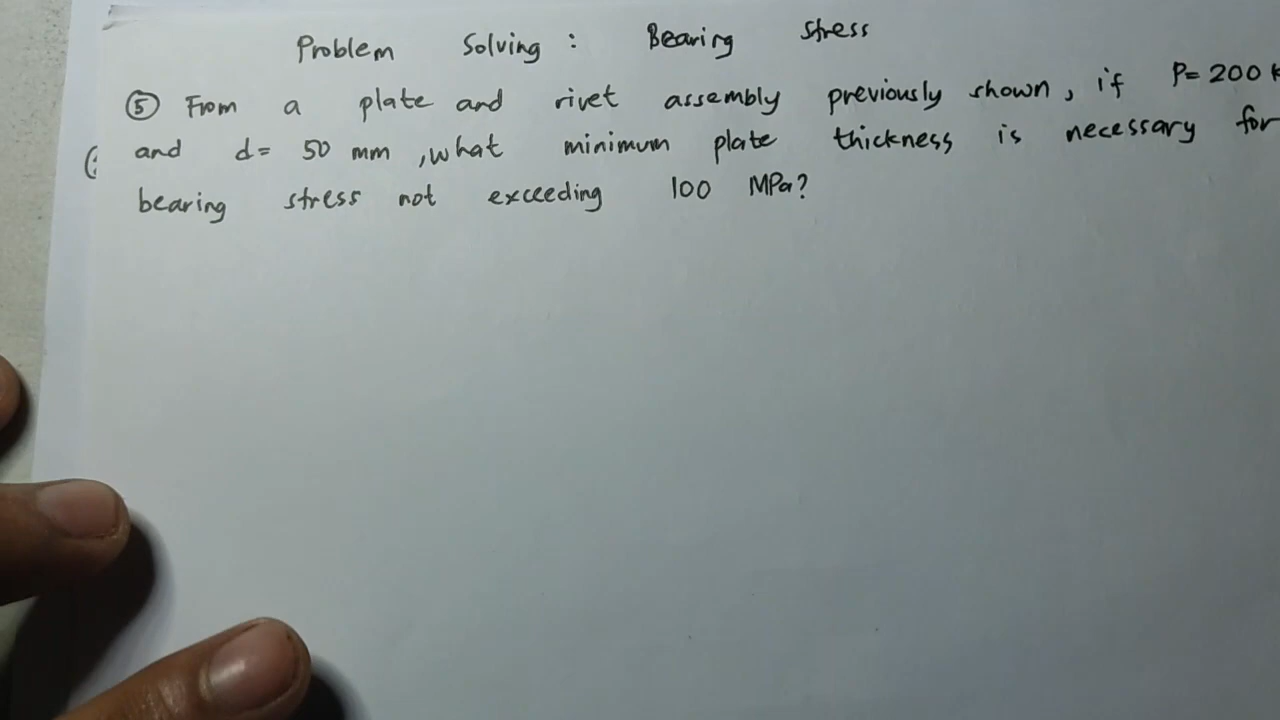 Problem Solving : Bearing Stress
⑤ From a plate and rivet assembly previously shown, if P= 200 k
and d= 50 mm ,what minimum plate thickness is necessary for
bearing stress not exceeding 100 MPa?